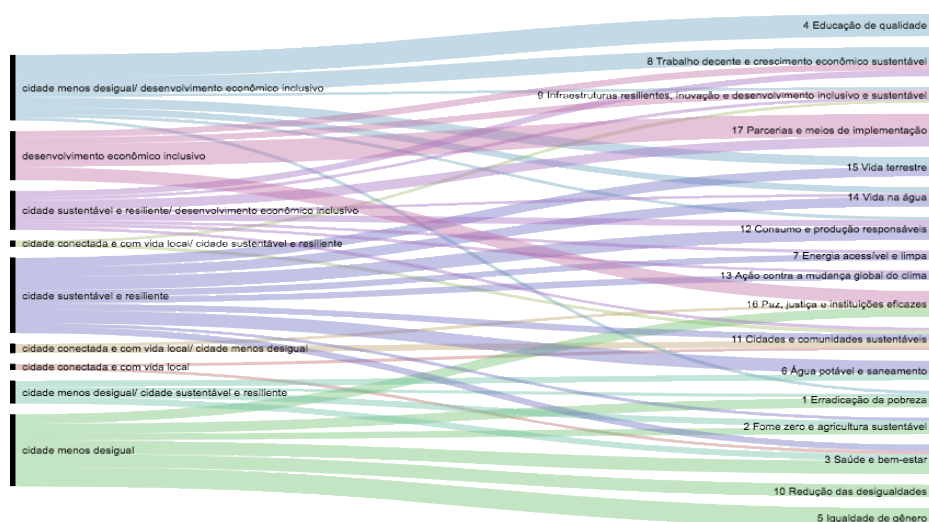 cidade menos desigual/ desenvolvimento econômico inclusivo
desenvolvimento econômico inclusivo
cidade sustentável e resiliente/ desenvolvimento econômico inclusivo
cidade conectada e com vida local/ cidade sustentável e resiliente
cidade sustentável e resiliente
cidade conectada e com vida local/ cidade menos desigual
cidade conectada e com vida local
cidade menos desigual/ cidade sustentável e resiliente
cidade menos desigual
4 Educação de qualidade
8 Trabalho decente e crescimento econômico sustentável
9 Infraestruturas resilientes, inovação e desenvolvimento inclusivo e sustentável
17 Parcerias e meios de implementação
15 Vida terrestre
14 Vida na água
12 Consumo e produção responsáveis
7 Energia acessível e limpa
13 Ação contra a mudança global do clima
16 Paz, justiça e instituições eficazes
11 Cidades e comunidades sustentáveis
6 Água potável e saneamento
1 Erradicação da pobreza
2 Fome zero e agricultura sustentável
3 Saúde e bem-estar
10 Redução das desigualdades
5 Igualdade de gênero